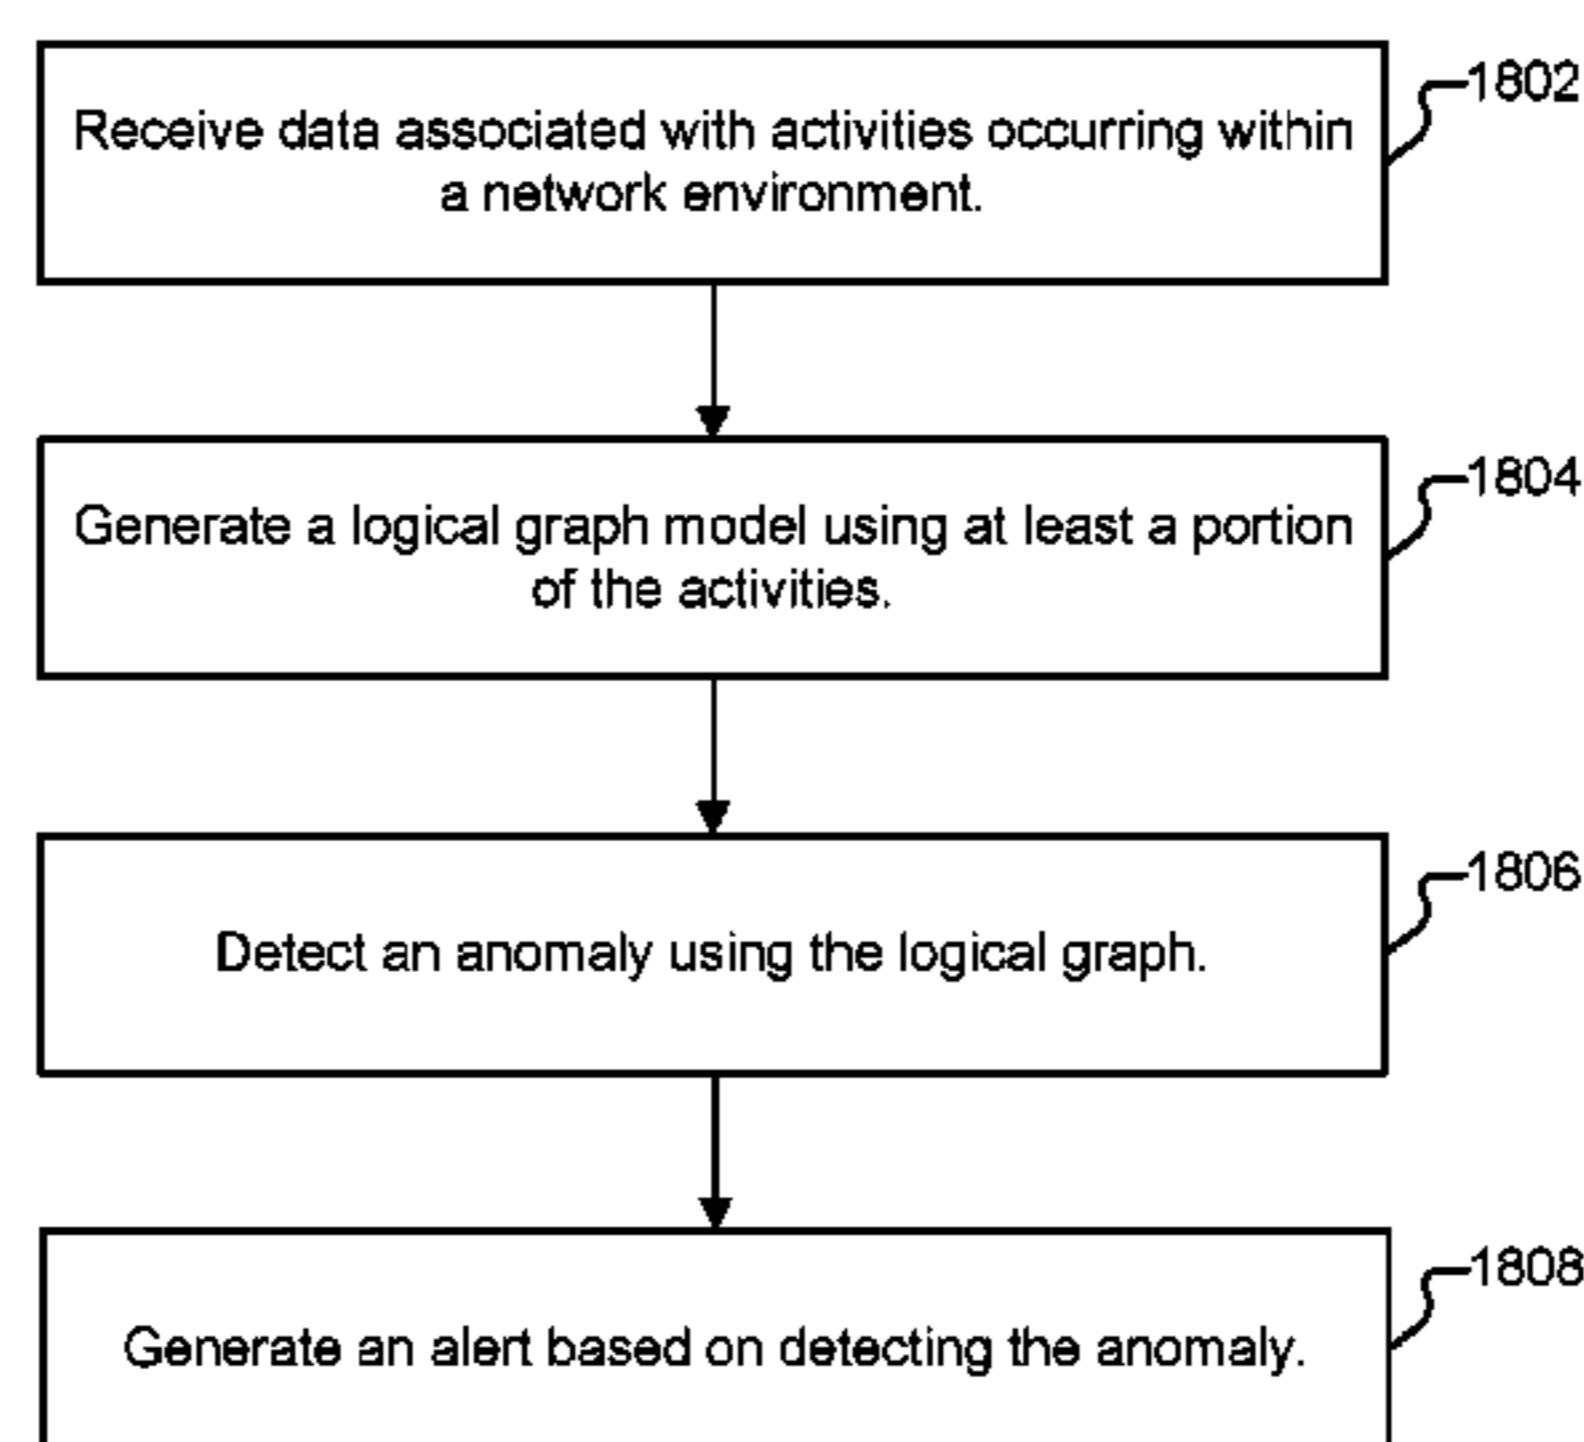 Receive data associated with activities occurring within
a network environment.
1802
Generate a logical graph model using at least a portion
of the activities.
1804
Detect an anomaly using the logical graph.
1806
Generate an alert based on detecting the anomaly.
1808